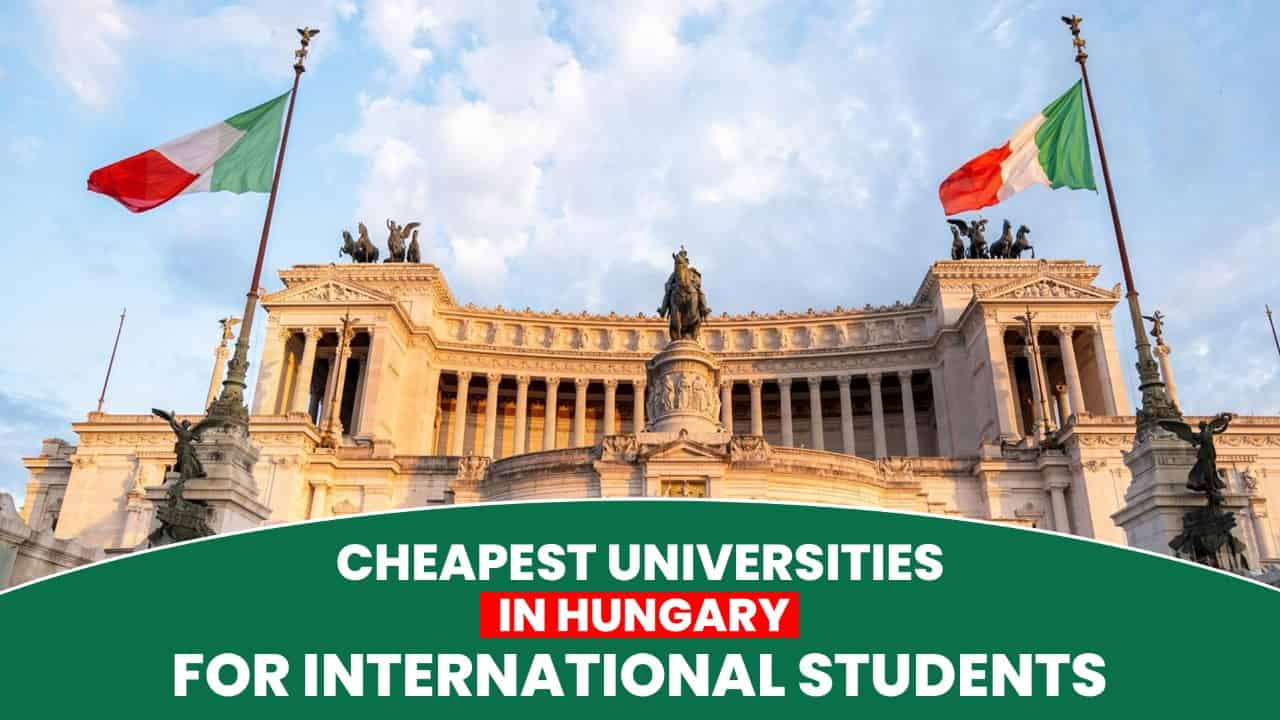 CHEAPEST UNIVERSITIES
IN HUNGARY
FOR INTERNATIONAL STUDENTS